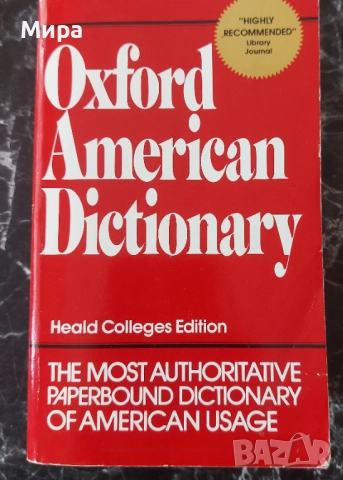 Мира
"HIGHLY
RECOMMENDED"
Library
Journal
Oxford
American
Dictionary
Heald Colleges Edition
THE MOST AUTHORITATIVE
PAPERBOUND DICTIONARY
OF AMERICAN USAGE
BAZAR